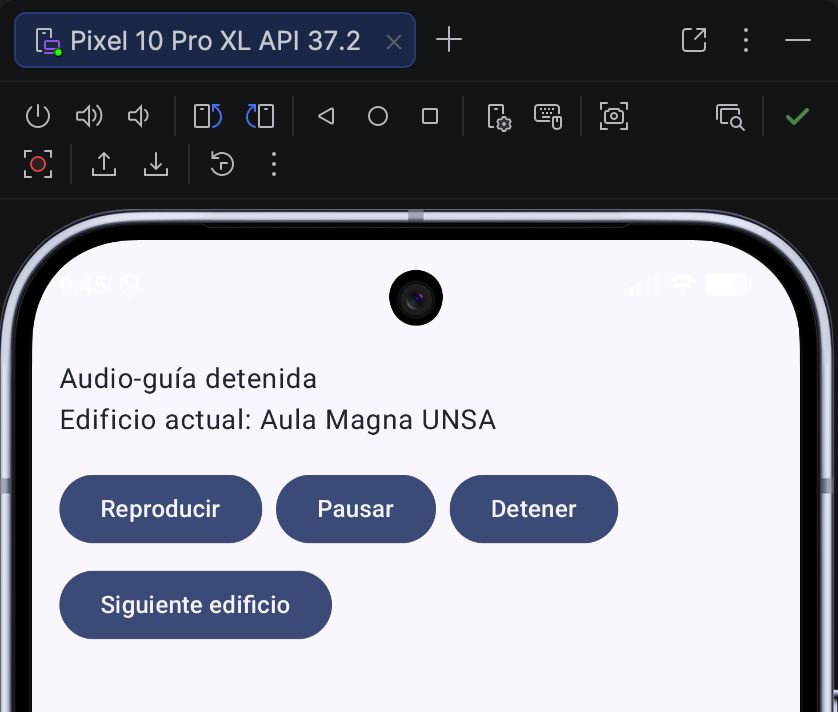 Pixel 10 Pro XL API 37.2
9:45
Audio-guía detenida
Edificio actual: Aula Magna UNSA
Reproducir Pausar Detener
Siguiente edificio